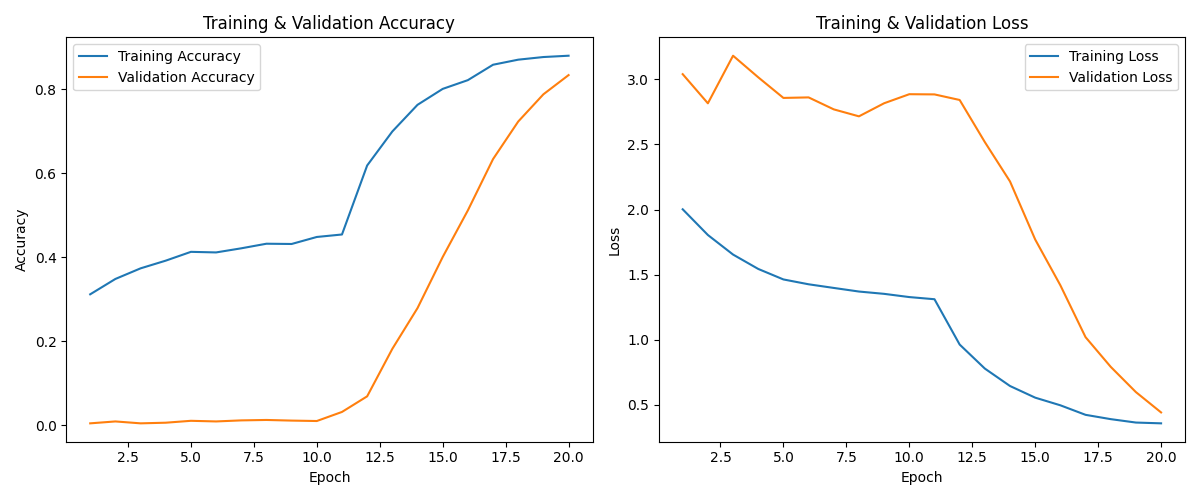 Training & Validation Accuracy
Training Accuracy
Validation Accuracy
Accuracy
0.8
0.6
0.4
0.2
0.0
2.5 5.0 7.5 10.0 12.5 15.0 17.5 20.0
Epoch
Training & Validation Loss
Training Loss
Validation Loss
Loss
3.0
2.5
2.0
1.5
1.0
0.5
2.5 5.0 7.5 10.0 12.5 15.0 17.5 20.0
Epoch